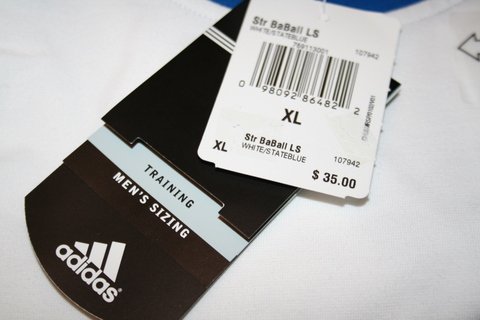 Str BaBall LS
WHITE/STATEBLUE
769113001 107942
0 98092 86482 2
XL
Str BaBall LS
XL WHITE/STATEBLUE 107942
$ 35.00
TRAINING
MEN'S SIZING
adidas